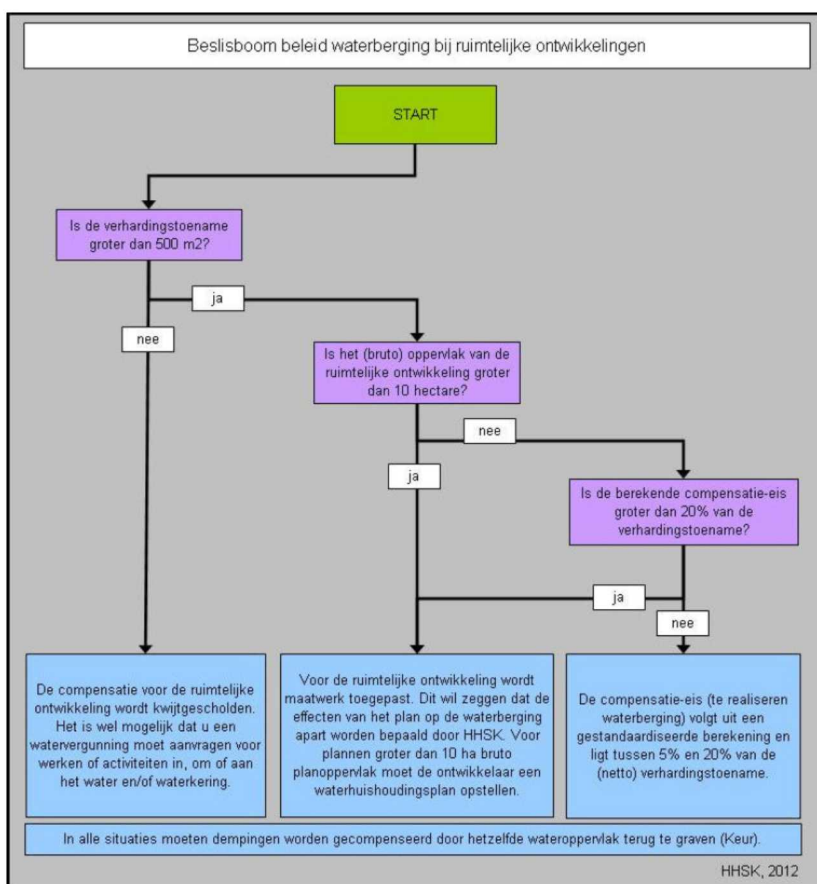 Beslisboom beleid waterberging bij ruimtelijke ontwikkelingen
START
Is de verhardingstoename
groter dan 500 m2?
ja
nee
Is het (bruto) oppervlak van de
ruimtelijke ontwikkeling groter
dan 10 hectare?
nee
ja
Is de berekende compensatie-eis
groter dan 20% van de
verhardingstoename?
ja
nee
De compensatie voor de ruimtelijke
ontwikkeling wordt kwijtgescholden.
Het is wel mogelijk dat u een
watervergunning moet aanvragen voor
werken of activiteiten in, om of aan
het water en/of waterkering.
Voor de ruimtelijke ontwikkeling wordt
maatwerk toegepast. Dit wil zeggen dat de
effecten van het plan op de waterberging
apart worden bepaald door HHSK. Voor
plannen groter dan 10 ha bruto
planoppervlak moet de ontwikkelaar een
waterhuishoudingsplan opstellen.
De compensatie-eis (te realiseren
waterberging) volgt uit een
gestandaardiseerde berekening en
ligt tussen 5% en 20% van de
(netto) verhardingstoename.
In alle situaties moeten dempingen worden gecompenseerd door hetzelfde wateroppervlak terug te graven (Keur).
HHSK, 2012